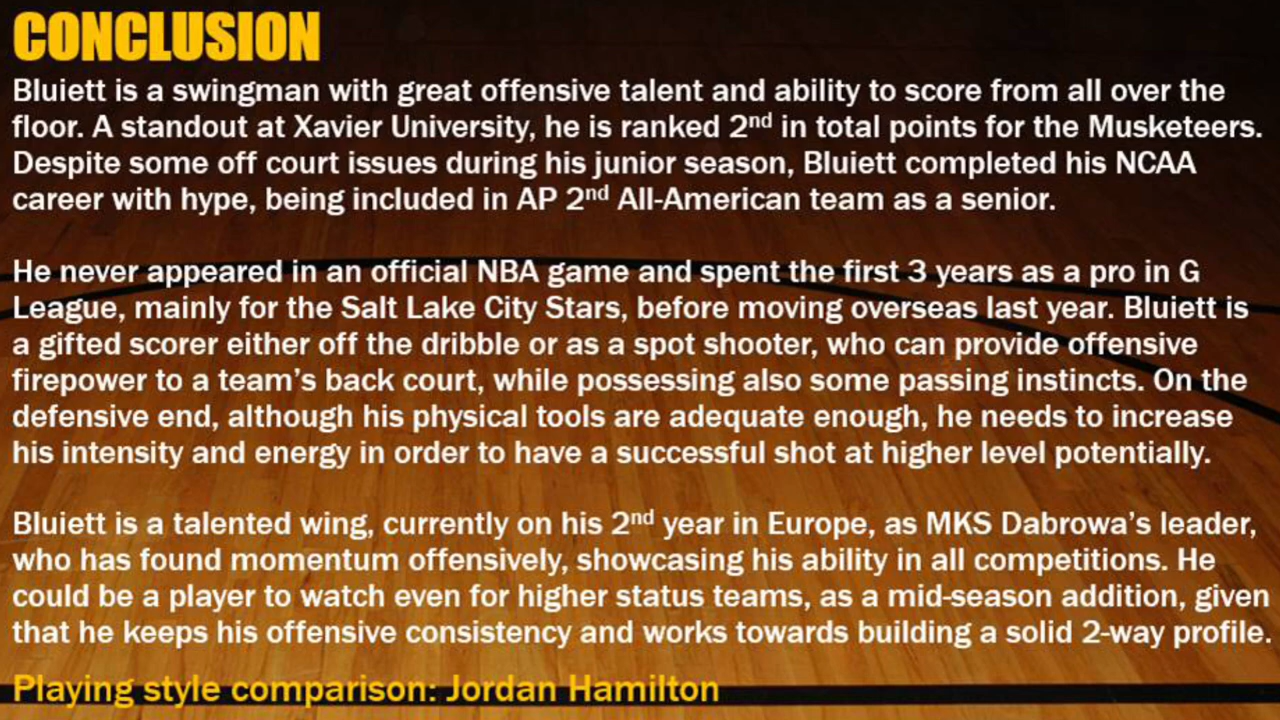 CONCLUSION
Bluiett is a swingman with great offensive talent and ability to score from all over the
floor. A standout at Xavier University, he is ranked 2nd in total points for the Musketeers.
Despite some off court issues during his junior season, Bluiett completed his NCAA
career with hype, being included in AP 2nd All-American team as a senior.
He never appeared in an official NBA game and spent the first 3 years as a pro in G
League, mainly for the Salt Lake City Stars, before moving overseas last year. Bluiett is
a gifted scorer either off the dribble or as a spot shooter, who can provide offensive
firepower to a team's back court, while possessing also some passing instincts. On the
defensive end, although his physical tools are adequate enough, he needs to increase
his intensity and energy in order to have a successful shot at higher level potentially.
Bluiett is a talented wing, currently on his 2nd year in Europe, as MKS Dabrowa's leader,
who has found momentum offensively, showcasing his ability in all competitions. He
could be a player to watch even for higher status teams, as a mid-season addition, given
that he keeps his offensive consistency and works towards building a solid 2-way profile.
Playing style comparison: Jordan Hamilton